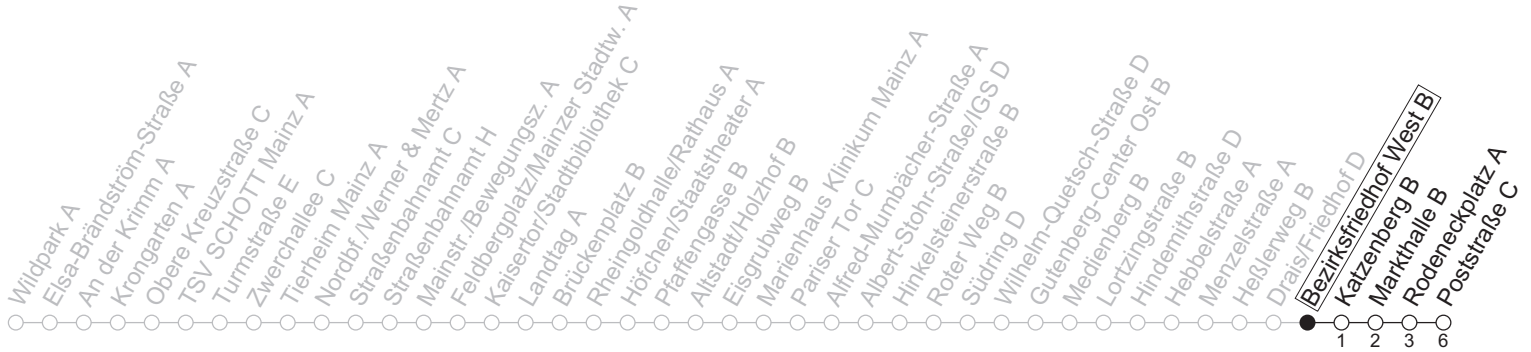 Wildpark A
Elsa-Brändström-Straße A
An der Krimm A
Krongarten A
Obere Kreuzstraße C
TSV SCHOTT Mainz A
Turmstraße E
Zwerchallee C
Tierheim Mainz A
Nordbf./Werner & Mertz A
Straßenbahnamt C
Straßenbahnamt H
Mainstr./Bewegungsz. A
Feldbergplatz/Mainzer Stadtw. A
Kaisertor/Stadtbibliothek C
Landtag A
Brückenplatz B
Rheingoldhalle/Rathaus A
Höfchen/Staatstheater A
Pfaffengasse B
Altstadt/Holzhof B
Eisgrubweg B
Marienhaus Klinikum Mainz A
Pariser Tor C
Alfred-Mumbächer-Straße A
Albert-Stohr-Straße/IGS D
Hinkelsteinerstraße B
Roter Weg B
Südring D
Wilhelm-Quetsch-Straße D
Gutenberg-Center Ost B
Medienberg B
Lortzingstraße B
Hindemithstraße D
Hebbelstraße A
Menzelstraße A
Heßlerweg B
Drais/Friedhof D
Bezirksfriedhof West B
Katzenberg B
Markthalle B
Rodeneckplatz A
Poststraße C
1 2 3 6